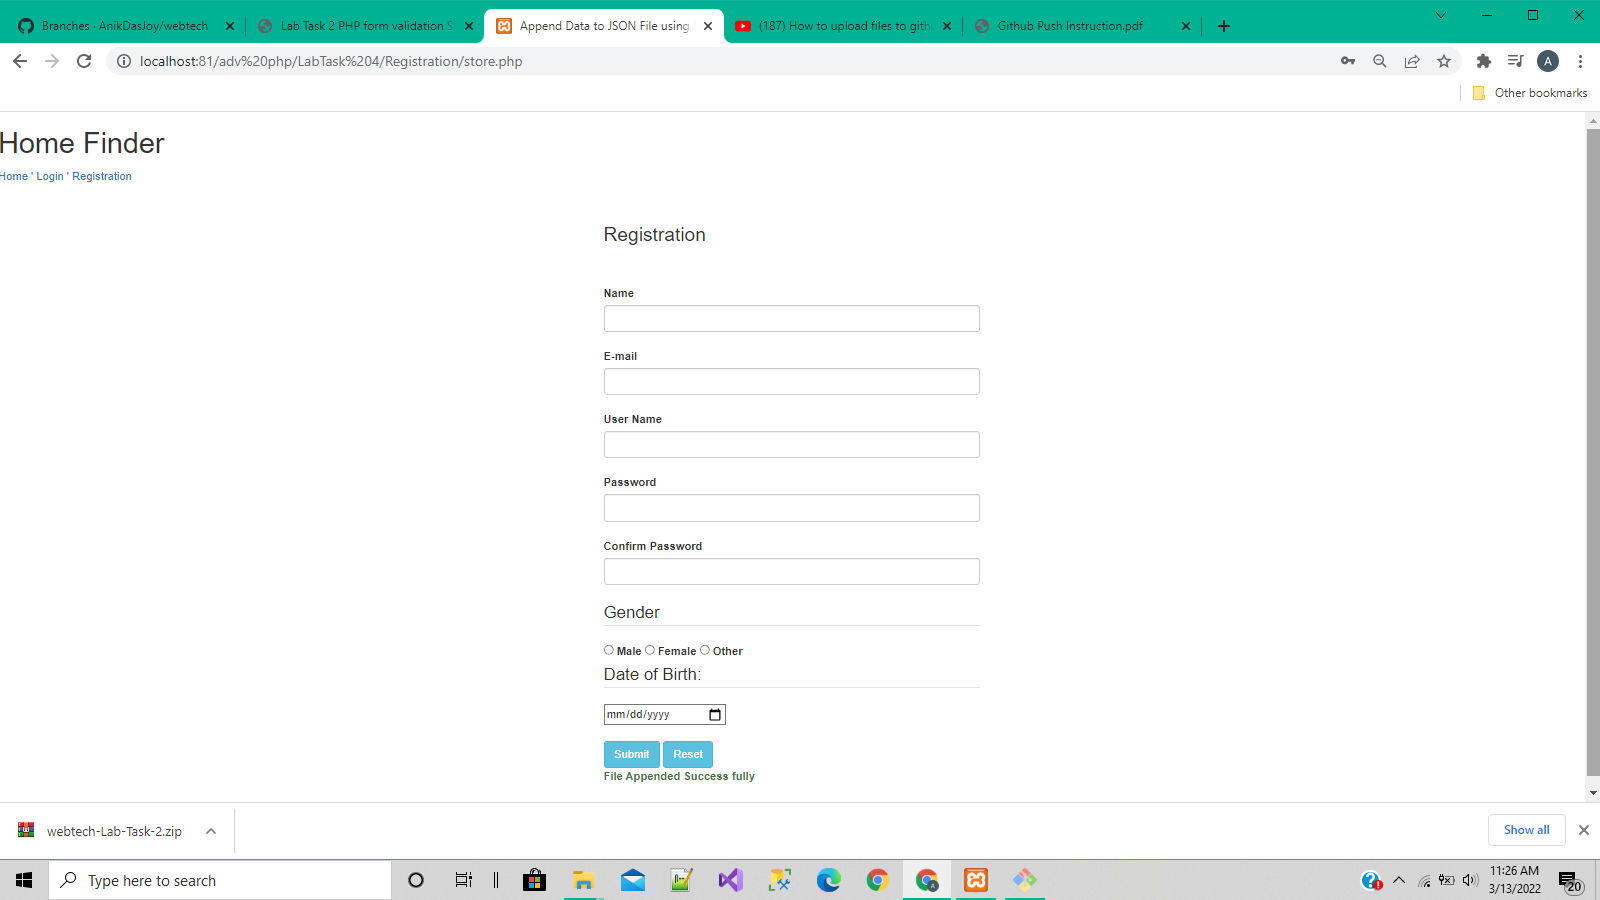 Branches · AnikDasJoy/webtech
Lab Task 2 PHP form validation S
Append Data to JSON File using
(187) How to upload files to gith
Github Push Instruction.pdf
localhost:81/adv%20php/LabTask%204/Registration/store.php
A
Other bookmarks
Home Finder
Home ' Login ' Registration
Registration
Name
E-mail
User Name
Password
Confirm Password
Gender
Male Female Other
Date of Birth:
mm/dd/yyyy
Submit Reset
File Appended Success fully
webtech-Lab-Task-2.zip
Show all
Type here to search
11:26 AM
3/13/2022
20